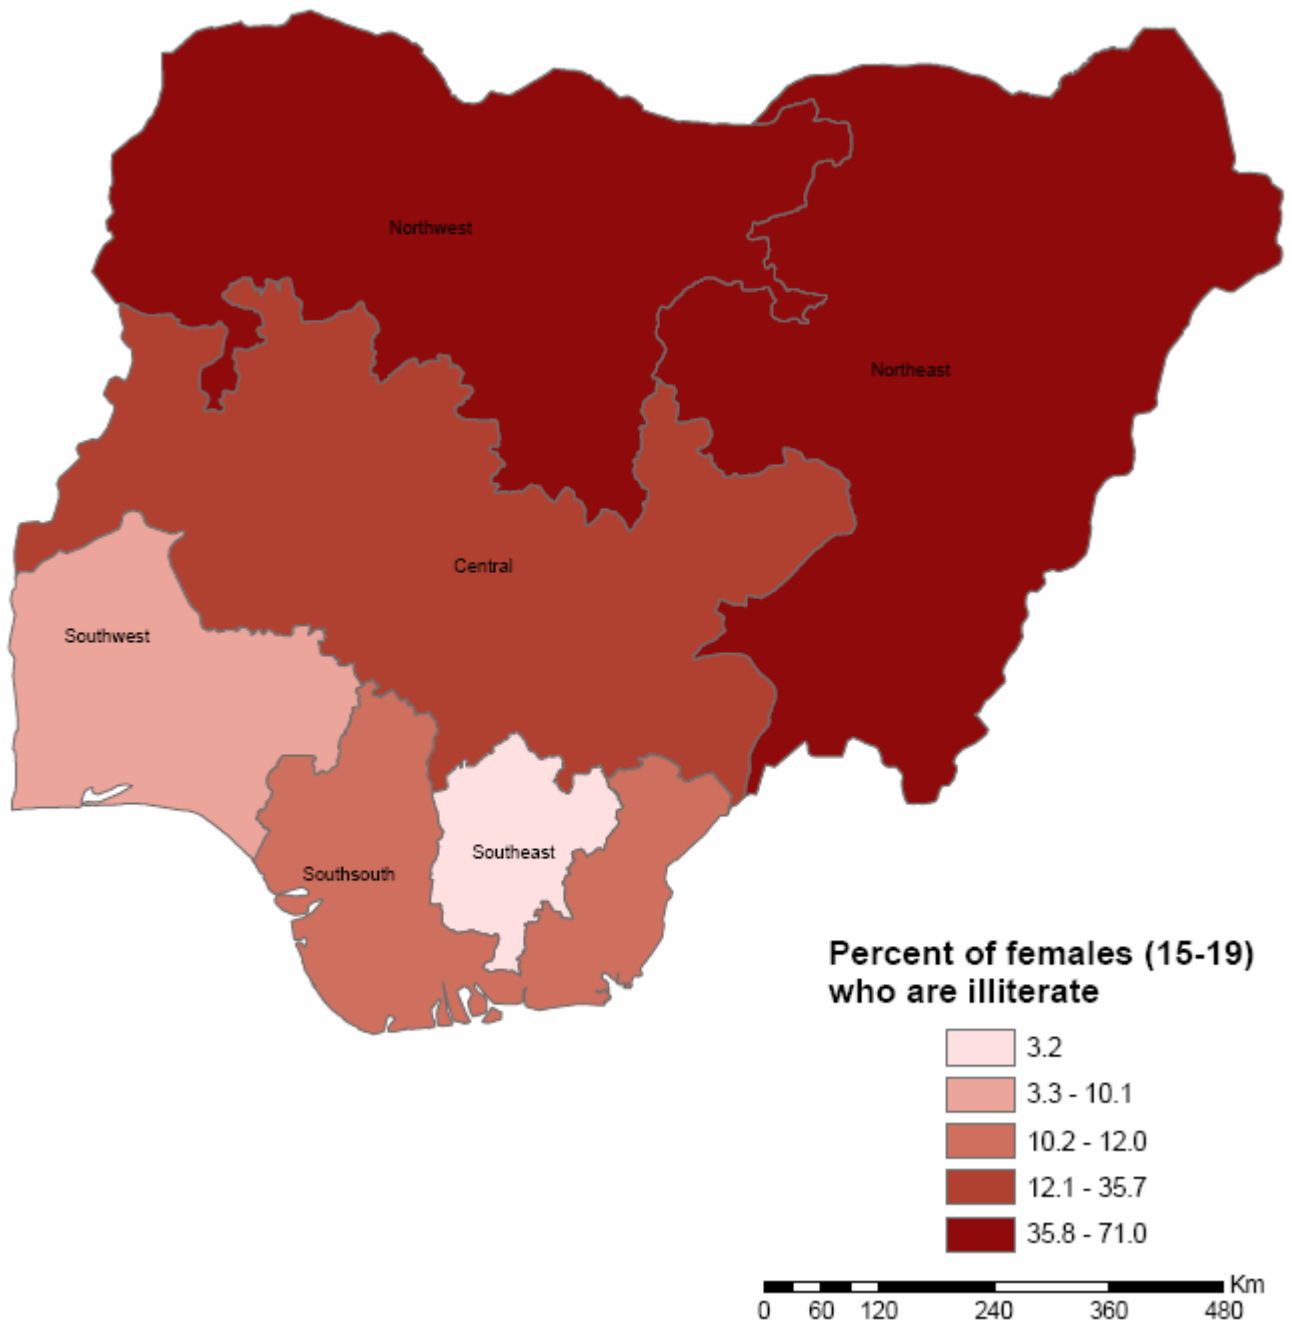 Northwest
Northeast
Central
Southwest
Southeast
Southsouth
Percent of females (15-19)
who are illiterate
3.2
3.3 - 10.1
10.2 - 12.0
12.1 - 35.7
35.8 - 71.0
Km
0 60 120 240 360 480